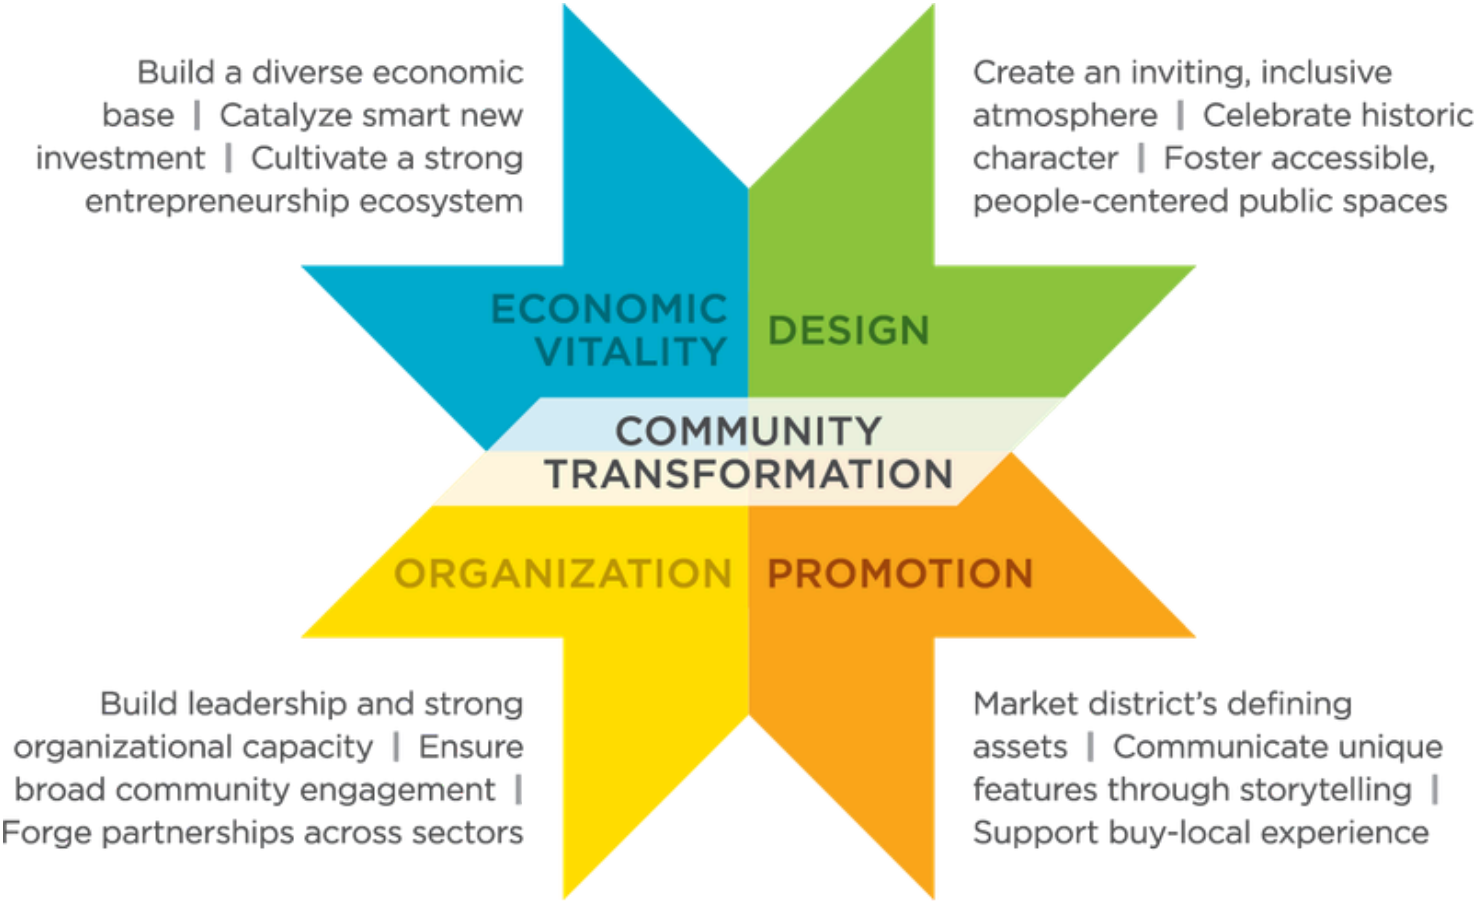 Build a diverse economic
base | Catalyze smart new
investment | Cultivate a strong
entrepreneurship ecosystem
Create an inviting, inclusive
atmosphere | Celebrate historic
character | Foster accessible,
people-centered public spaces
ECONOMIC
VITALITY
DESIGN
COMMUNITY
TRANSFORMATION
ORGANIZATION
PROMOTION
Build leadership and strong
organizational capacity | Ensure
broad community engagement |
Forge partnerships across sectors
Market district's defining
assets | Communicate unique
features through storytelling |
Support buy-local experience